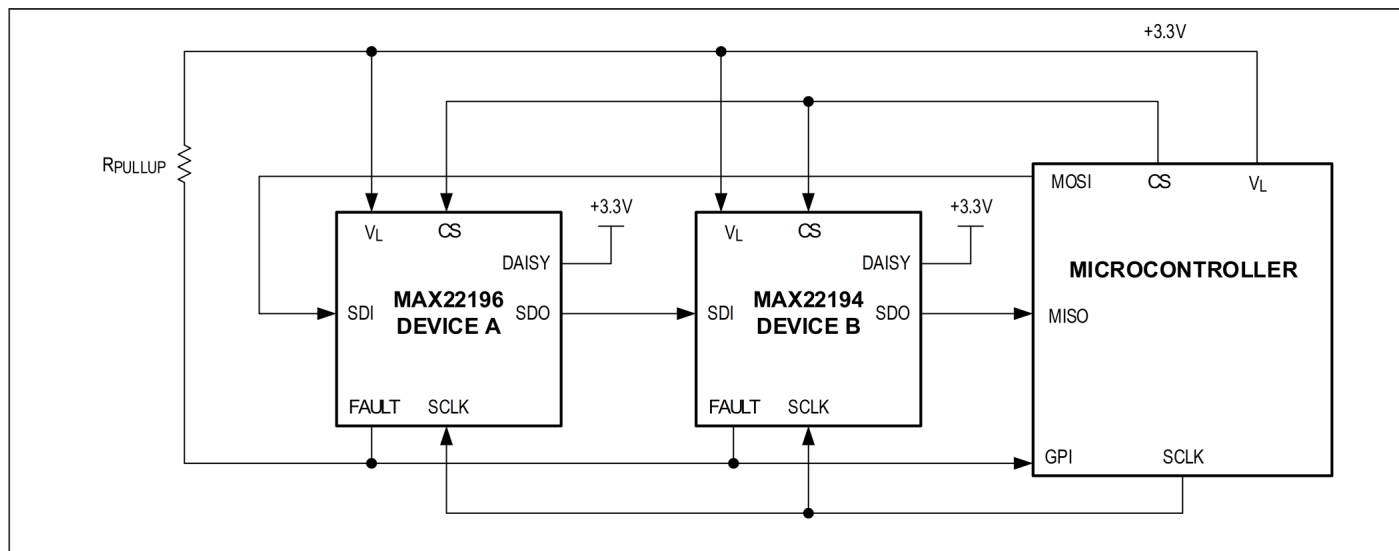 +3.3V
RPULLUP
MOSI
CS
VL
+3.3V
+3.3V
VL
CS
VL
CS
DAISY
DAISY
MICROCONTROLLER
SDI
MAX22196
DEVICE A
SDO
SDI
MAX22194
DEVICE B
SDO
MISO
FAULT
SCLK
FAULT
SCLK
GPI
SCLK